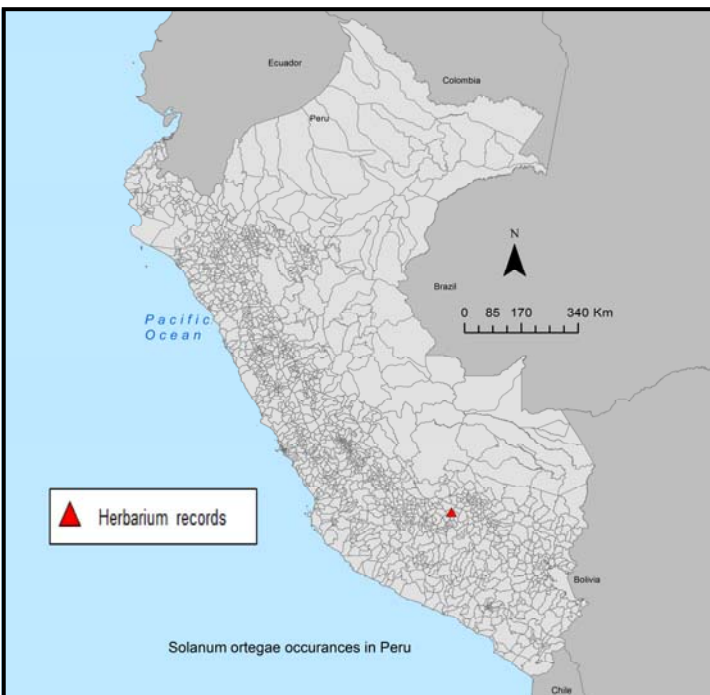 Ecuador
Colombia
Peru
N
Brazil
0 85 170 340 Km
Pacific
Ocean
Herbarium records
Bolivia
Solanum ortegae occurances in Peru
Chile